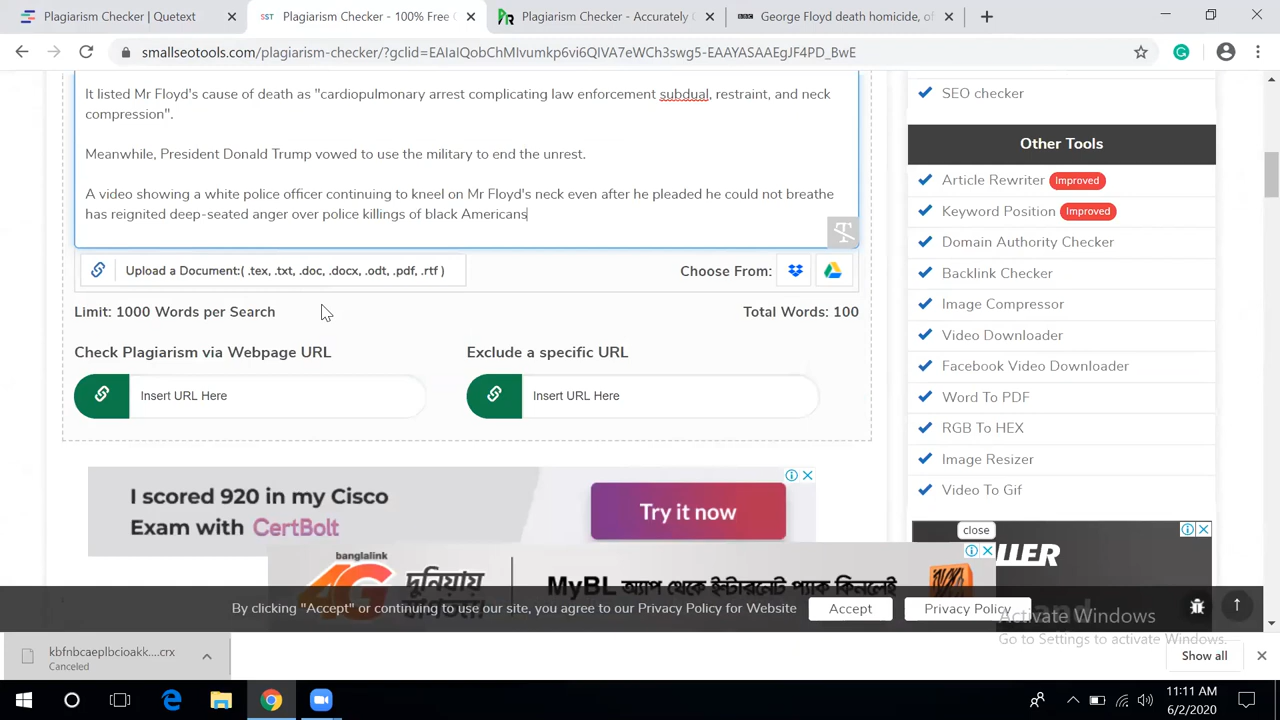 Plagiarism Checker | Quetext
SST Plagiarism Checker - 100% Free
Plagiarism Checker - Accurately
BBC George Floyd death homicide, of
smallseotools.com/plagiarism-checker/?gclid=EAIaIQobChMIvumkp6vi6QIVA7eWCh3swg5-EAAYASAAEgJF4PD_BwE
It listed Mr Floyd's cause of death as "cardiopulmonary arrest complicating law enforcement subdual, restraint, and neck
compression".
Meanwhile, President Donald Trump vowed to use the military to end the unrest.
A video showing a white police officer continuing to kneel on Mr Floyd's neck even after he pleaded he could not breathe
has reignited deep-seated anger over police killings of black Americans
Upload a Document:( .tex, .txt, .doc, .docx, .odt, .pdf, .rtf )
Choose From:
Limit: 1000 Words per Search
Total Words: 100
Check Plagiarism via Webpage URL
Exclude a specific URL
Insert URL Here
Insert URL Here
SEO checker
Other Tools
Article Rewriter Improved
Keyword Position Improved
Domain Authority Checker
Backlink Checker
Image Compressor
Video Downloader
Facebook Video Downloader
Word To PDF
RGB To HEX
Image Resizer
Video To Gif
I scored 920 in my Cisco
Exam with CertBolt
Try it now
close
banglalink
4G
MyBL অ্যাপ থেকে ইন্টারনেট প্যাক কিনলেই
By clicking "Accept" or continuing to use our site, you agree to our Privacy Policy for Website
Accept
Privacy Policy
Activate Windows
Go to Settings to activate Windows.
kbfnbcaeplbcioakk....crx
Canceled
Show all
11:11 AM
6/2/2020